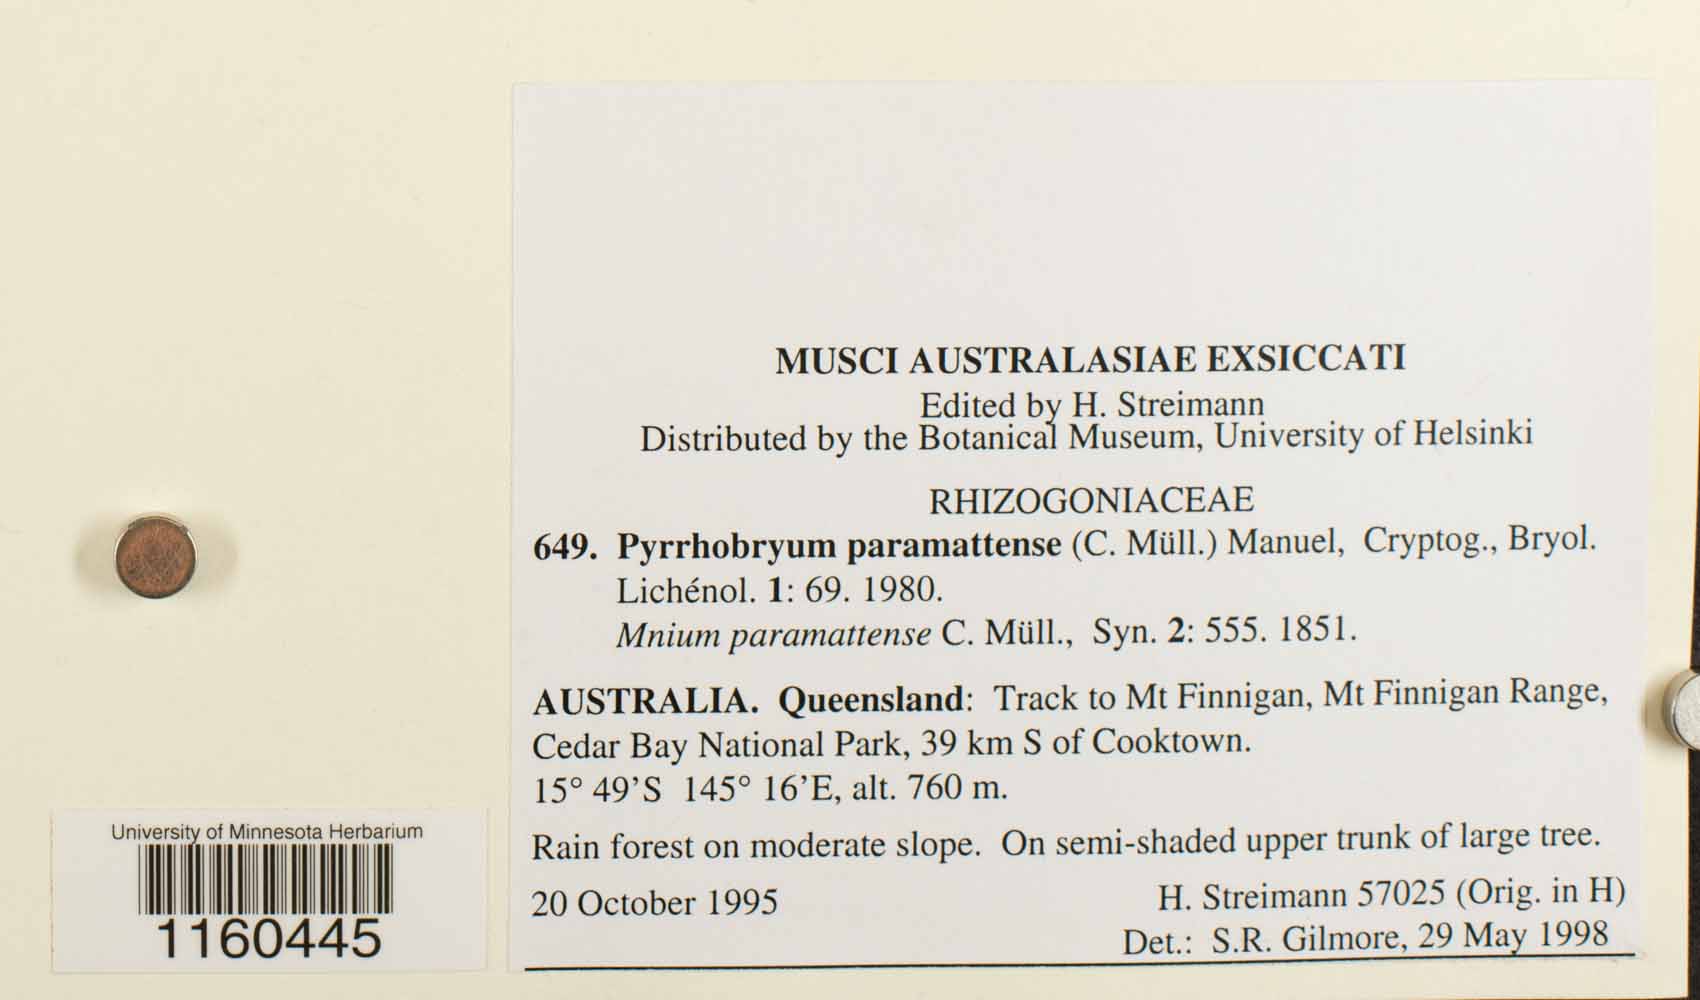 MUSCI AUSTRALASIAE EXSICCATI
Edited by H. Streimann
Distributed by the Botanical Museum, University of Helsinki
RHIZOGONIACEAE
649. Pyrrhobryum paramattense (C. Müll.) Manuel, Cryptog., Bryol.
Lichénol. 1: 69. 1980.
Mnium paramattense C. Müll., Syn. 2: 555. 1851.
AUSTRALIA. Queensland: Track to Mt Finnigan, Mt Finnigan Range,
Cedar Bay National Park, 39 km S of Cooktown.
15° 49’S 145° 16’E, alt. 760 m.
Rain forest on moderate slope. On semi-shaded upper trunk of large tree.
20 October 1995 H. Streimann 57025 (Orig. in H)
Det.: S.R. Gilmore, 29 May 1998
University of Minnesota Herbarium
1160445